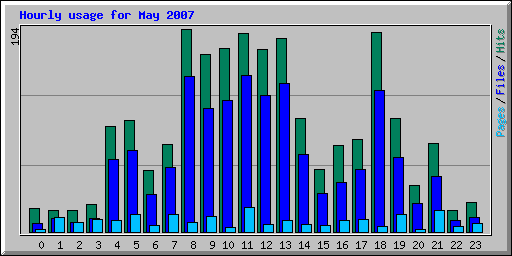 Hourly usage for May 2007
194
Pages / Files / Hits
0 1 2 3 4 5 6 7 8 9 10 11 12 13 14 15 16 17 18 19 20 21 22 23